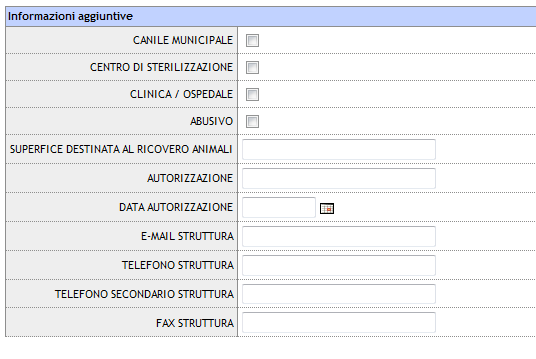 Informazioni aggiuntive
CANILE MUNICIPALE
CENTRO DI STERILIZZAZIONE
CLINICA / OSPEDALE
ABUSIVO
SUPERFICE DESTINATA AL RICOVERO ANIMALI
AUTORIZZAZIONE
DATA AUTORIZZAZIONE
E-MAIL STRUTTURA
TELEFONO STRUTTURA
TELEFONO SECONDARIO STRUTTURA
FAX STRUTTURA